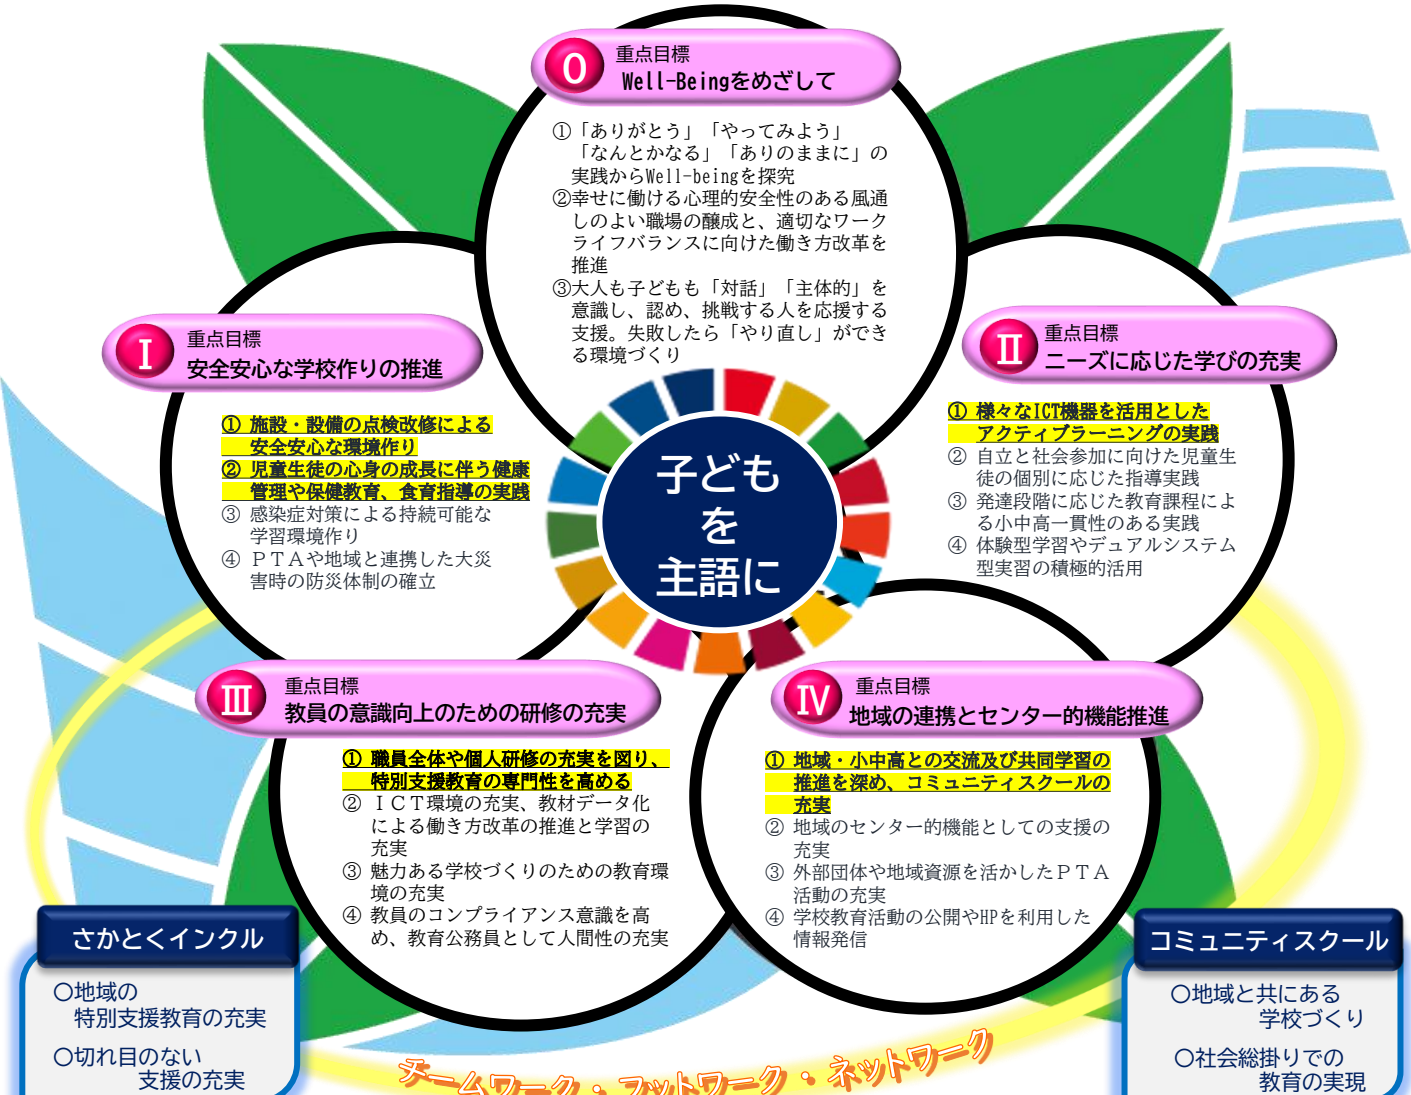 0
重点目標
Well-Beingをめざして
①「ありがとう」「やってみよう」
「なんとかなる」「ありのままに」の
実践からWell-beingを探究
②幸せに働ける心理的安全性のある風通
しのよい職場の醸成と、適切なワーク
ライフバランスに向けた働き方改革を
推進
③大人も子どもも「対話」「主体的」を
意識し、認め、挑戦する人を応援する
支援。失敗したら「やり直し」ができ
る環境づくり
Ⅰ
重点目標
安全安心な学校作りの推進
① 施設・設備の点検改修による
安全安心な環境作り
② 児童生徒の心身の成長に伴う健康
管理や保健教育、食育指導の実践
③ 感染症対策による持続可能な
学習環境作り
④ ＰＴＡや地域と連携した大災
害時の防災体制の確立
Ⅱ
重点目標
ニーズに応じた学びの充実
① 様々なICT機器を活用とした
アクティブラーニングの実践
② 自立と社会参加に向けた児童生
徒の個別に応じた指導実践
③ 発達段階に応じた教育課程によ
る小中高一貫性のある実践
④ 体験型学習やデュアルシステム
型実習の積極的活用
子ども
を
主語に
Ⅲ
重点目標
教員の意識向上のための研修の充実
① 職員全体や個人研修の充実を図り、
特別支援教育の専門性を高める
② ＩＣＴ環境の充実、教材データ化
による働き方改革の推進と学習の
充実
③ 魅力ある学校づくりのための教育環
境の充実
④ 教員のコンプライアンス意識を高
め、教育公務員として人間性の充実
Ⅳ
重点目標
地域の連携とセンター的機能推進
① 地域・小中高との交流及び共同学習の
推進を深め、コミュニティスクールの
充実
② 地域のセンター的機能としての支援の
充実
③ 外部団体や地域資源を活かしたＰＴＡ
活動の充実
④ 学校教育活動の公開やHPを利用した
情報発信
さかとくインクル
〇地域の
特別支援教育の充実
〇切れ目のない
支援の充実
コミュニティスクール
〇地域と共にある
学校づくり
〇社会総掛りでの
教育の実現
チームワーク・フットワーク・ネットワーク